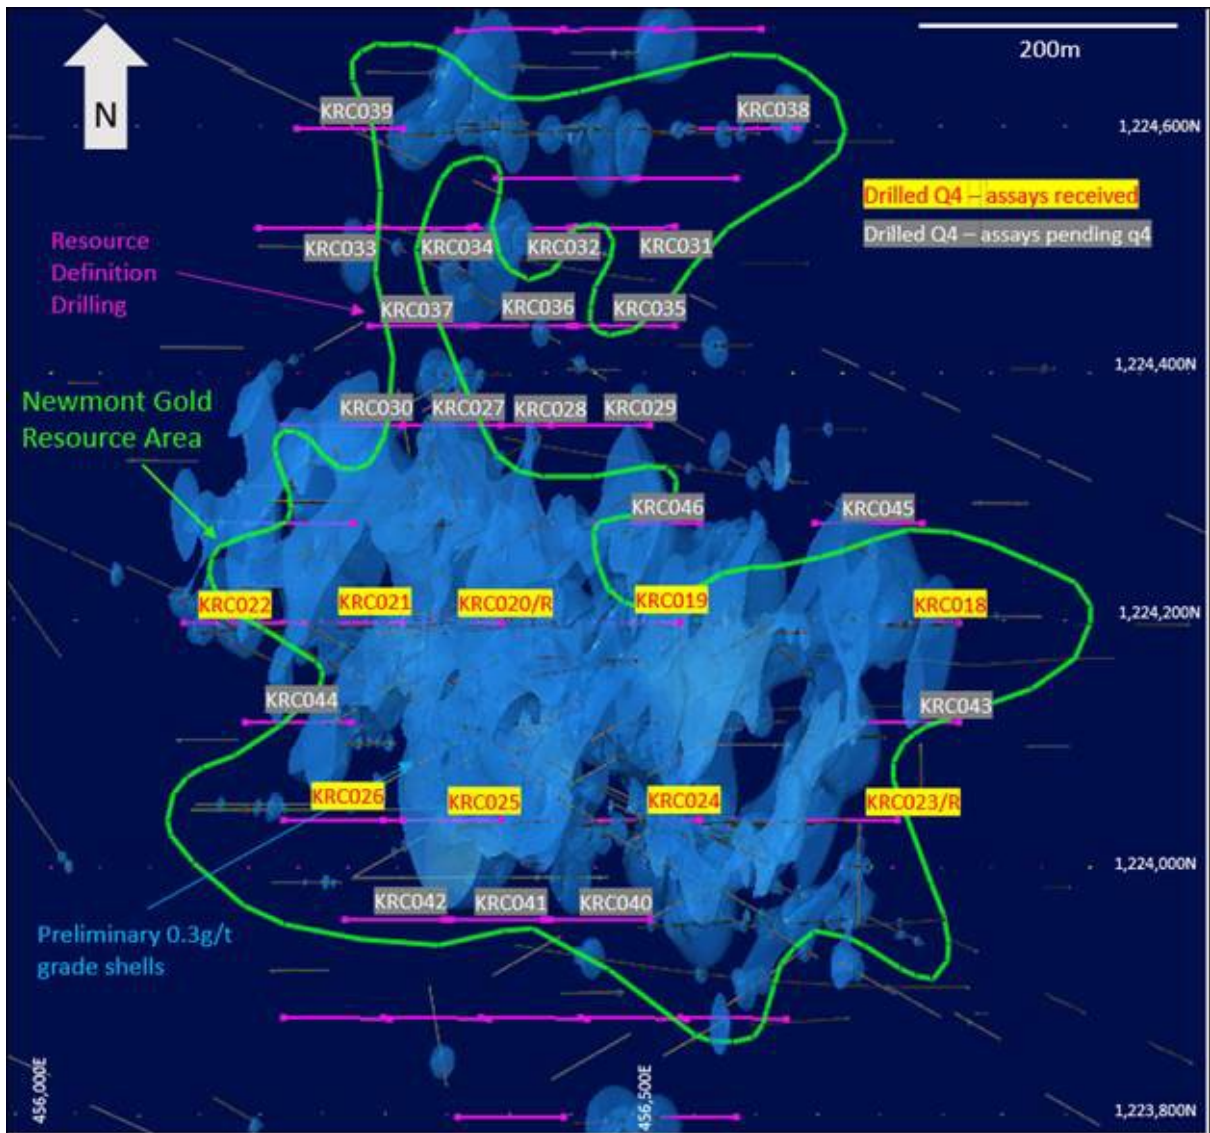 200m
N
KRC039
KRC038
1,224,600N
Drilled Q4 – assays received
Drilled Q4 – assays pending q4
Resource
Definition
Drilling
KRC033
KRC034
KRC032
KRC031
KRC037
KRC036
KRC035
1,224,400N
Newmont Gold
Resource Area
KRC030
KRC027
KRC028
KRC029
KRC046
KRC045
KRC022
KRC021
KRC020/R
KRC019
KRC018
1,224,200N
KRC044
KRC043
KRC026
KRC025
KRC024
KRC023/R
1,224,000N
KRC042
KRC041
KRC040
Preliminary 0.3g/t
grade shells
456,000E
456,500E
1,223,800N